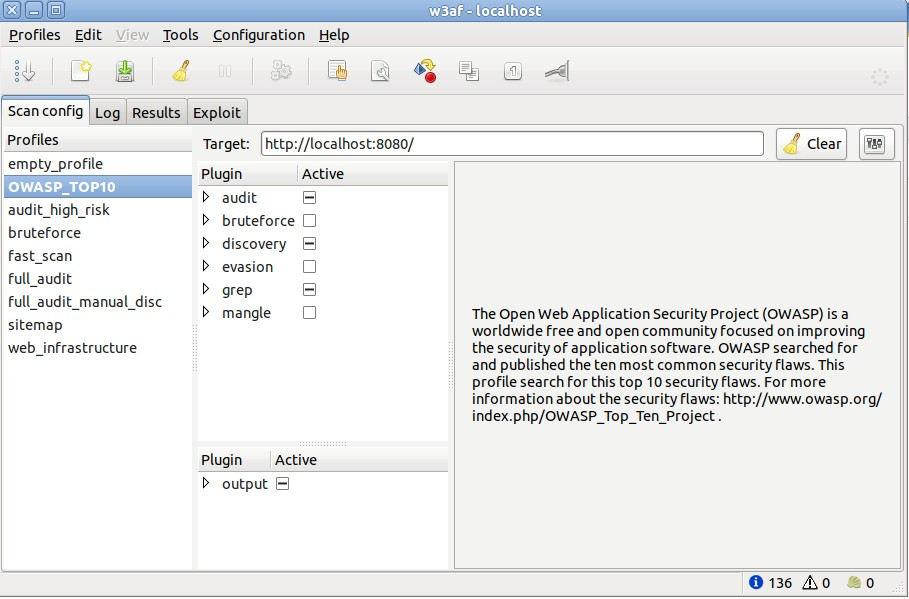 w3af - localhost
Profiles Edit View Tools Configuration Help
1
Scan config Log Results Exploit
Profiles
empty_profile
OWASP_TOP10
audit_high_risk
bruteforce
fast_scan
full_audit
full_audit_manual_disc
sitemap
web_infrastructure
Target: http://localhost:8080/ Clear
Plugin Active
audit
bruteforce
discovery
evasion
grep
mangle
Plugin Active
output
The Open Web Application Security Project (OWASP) is a
worldwide free and open community focused on improving
the security of application software. OWASP searched for
and published the ten most common security flaws. This
profile search for this top 10 security flaws. For more
information about the security flaws: http://www.owasp.org/
index.php/OWASP_Top_Ten_Project .
136 0 0